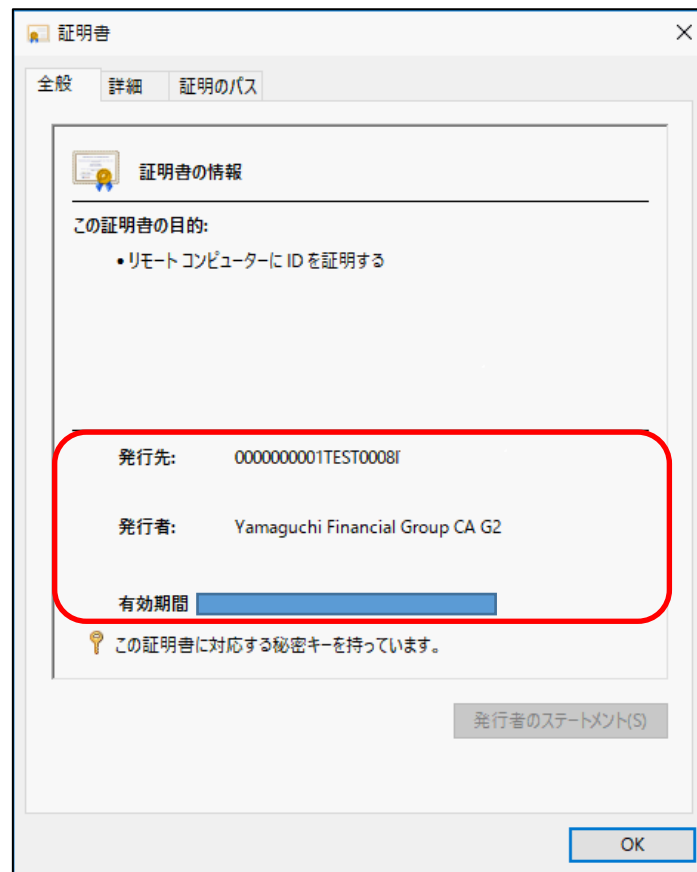 証明書
全般 詳細 証明のパス
証明書の情報
この証明書の目的:
• リモート コンピューターに ID を証明する
発行先: 0000000001TEST0008
発行者: Yamaguchi Financial Group CA G2
有効期間
この証明書に対応する秘密キーを持っています。
発行者のステートメント(S)
OK